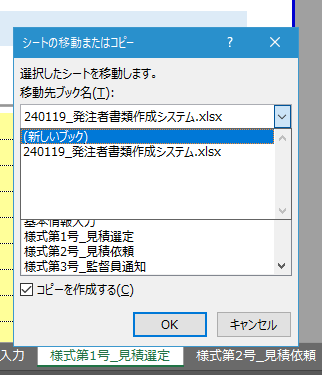 シートの移動またはコピー ? ×
選択したシートを移動します。
移動先ブック名(T):
240119_発注者書類作成システム.xlsx
(新しいブック)
240119_発注者書類作成システム.xlsx
基本情報入力
様式第1号_見積選定
様式第2号_見積依頼
様式第3号_監督員通知
コピーを作成する(C)
OK キャンセル
入力 様式第1号_見積選定 様式第2号_見積依頼